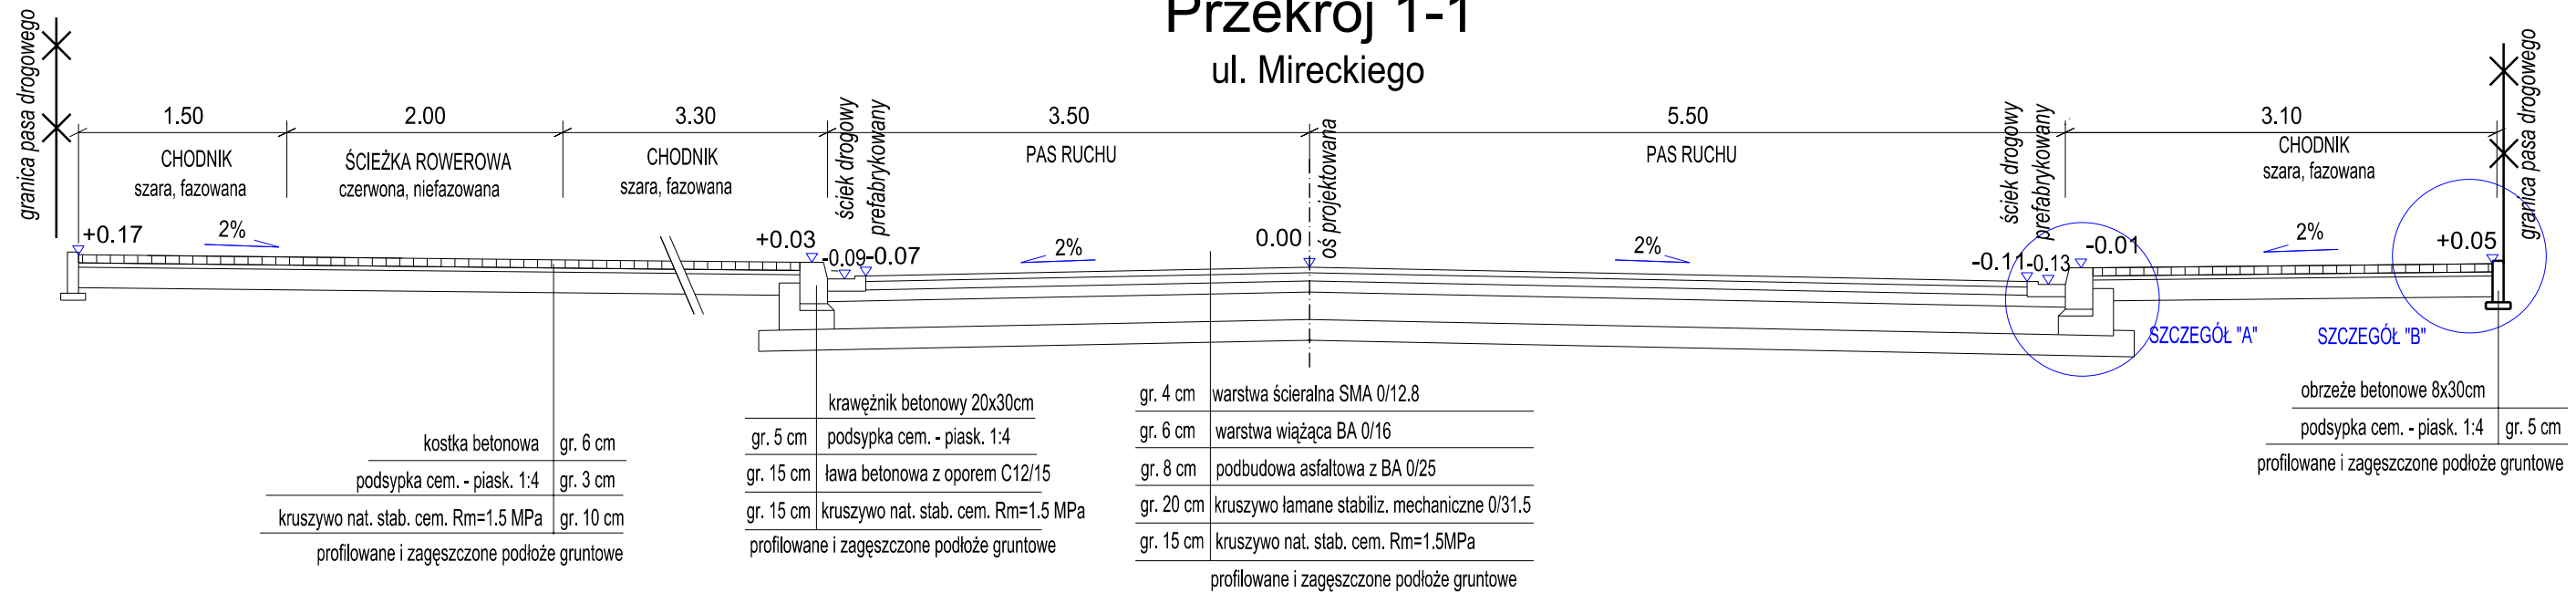 Przekrój 1-1
ul. Mireckiego
granica pasa drogowego
1.50
2.00
3.30
3.50
5.50
3.10
CHODNIK
szara, fazowana
ŚCIEŻKA ROWEROWA
czerwona, niefazowana
CHODNIK
szara, fazowana
ściek drogowy
prefabrykowany
PAS RUCHU
oś projektowana
PAS RUCHU
ściek drogowy
prefabrykowany
CHODNIK
szara, fazowana
granica pasa drogowego
+0.17
2%
+0.03
-0.09
-0.07
2%
0.00
2%
-0.11
-0.13
-0.01
2%
+0.05
SZCZEGÓŁ "A"
SZCZEGÓŁ "B"
kostka betonowa gr. 6 cm
podsypka cem. - piask. 1:4 gr. 3 cm
kruszywo nat. stab. cem. Rm=1.5 MPa gr. 10 cm
profilowane i zagęszczone podłoże gruntowe
krawężnik betonowy 20x30cm
gr. 5 cm podsypka cem. - piask. 1:4
gr. 15 cm ława betonowa z oporem C12/15
gr. 15 cm kruszywo nat. stab. cem. Rm=1.5 MPa
profilowane i zagęszczone podłoże gruntowe
gr. 4 cm warstwa ścieralna SMA 0/12.8
gr. 6 cm warstwa wiążąca BA 0/16
gr. 8 cm podbudowa asfaltowa z BA 0/25
gr. 20 cm kruszywo łamane stabiliz. mechaniczne 0/31.5
gr. 15 cm kruszywo nat. stab. cem. Rm=1.5MPa
profilowane i zagęszczone podłoże gruntowe
obrzeże betonowe 8x30cm
podsypka cem. - piask. 1:4 gr. 5 cm
profilowane i zagęszczone podłoże gruntowe